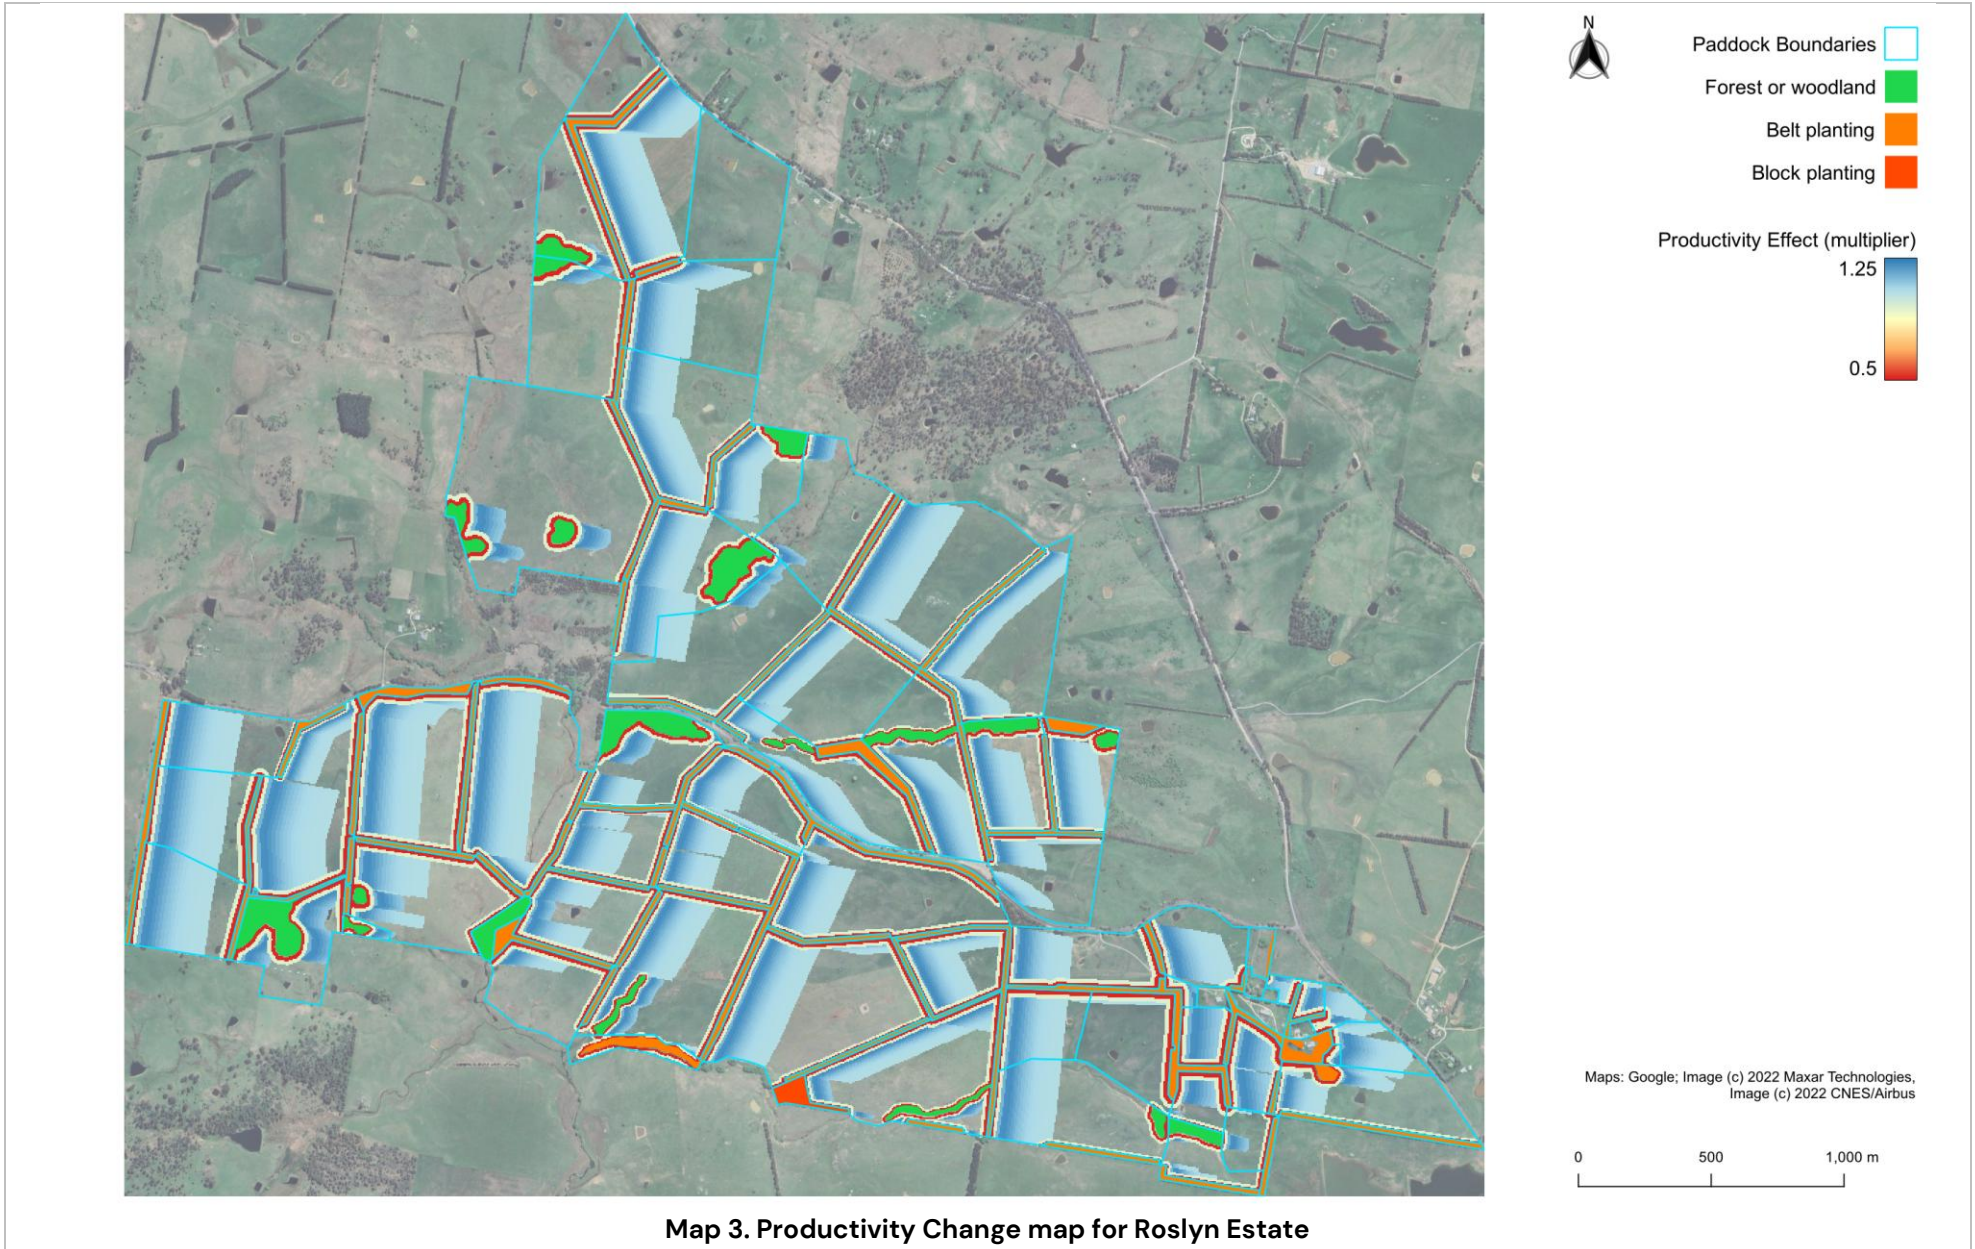 N
Paddock Boundaries
Forest or woodland
Belt planting
Block planting
Productivity Effect (multiplier)
1.25
0.5
Maps: Google; Image (c) 2022 Maxar Technologies,
Image (c) 2022 CNES/Airbus
0 500 1,000 m
Map 3. Productivity Change map for Roslyn Estate